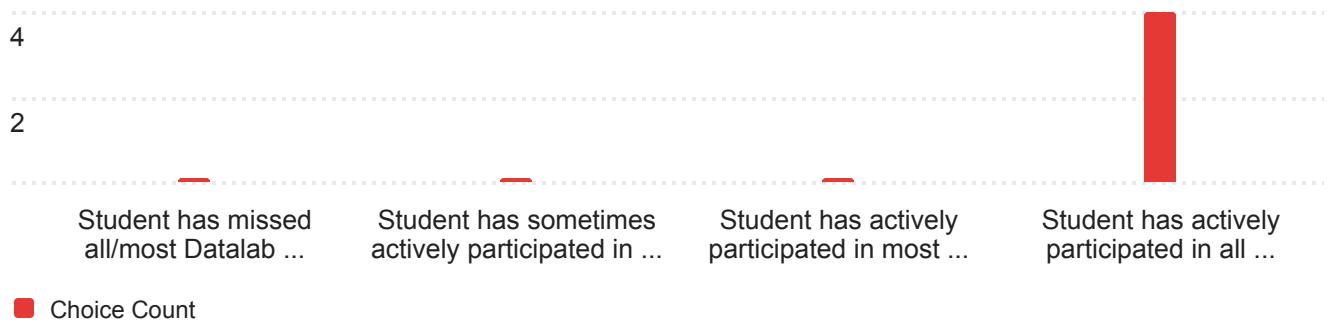 4
2
Student has missed
all/most Datalab ...
Student has sometimes
actively participated in ...
Student has actively
participated in most ...
Student has actively
participated in all ...
Choice Count